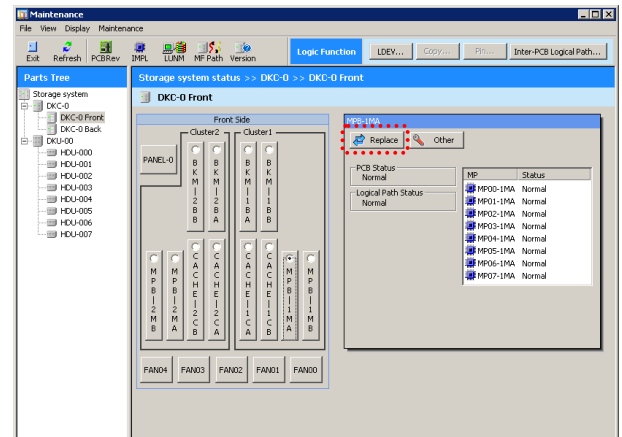 Maintenance
File View Display Maintenance
Exit Refresh PCBRev IMPL LUNM MF Path Version Logic Function LDEV... Copy... Pin... Inter-PCB Logical Path...
Parts Tree
Storage system status >> DKC-0 >> DKC-0 Front
Storage system
DKC-0
DKC-0 Front
DKC-0 Back
DKU-00
HDU-000
HDU-001
HDU-002
HDU-003
HDU-004
HDU-005
HDU-006
HDU-007
DKC-0 Front
Front Side
Cluster2 Cluster1
PANEL-0
BKM-2BB
BKM-2BA
BKM-1BB
BKM-1BA
MPB-2MB
MPB-2MA
CACHE-2CB
CACHE-2CA
CACHE-1CB
CACHE-1CA
MPB-1MA
MPB-1MB
FAN04 FAN03 FAN02 FAN01 FAN00
MPB-1MA
Replace Other
PCB Status
Normal
Logical Path Status
Normal
MP Status
MP00-1MA Normal
MP01-1MA Normal
MP02-1MA Normal
MP03-1MA Normal
MP04-1MA Normal
MP05-1MA Normal
MP06-1MA Normal
MP07-1MA Normal